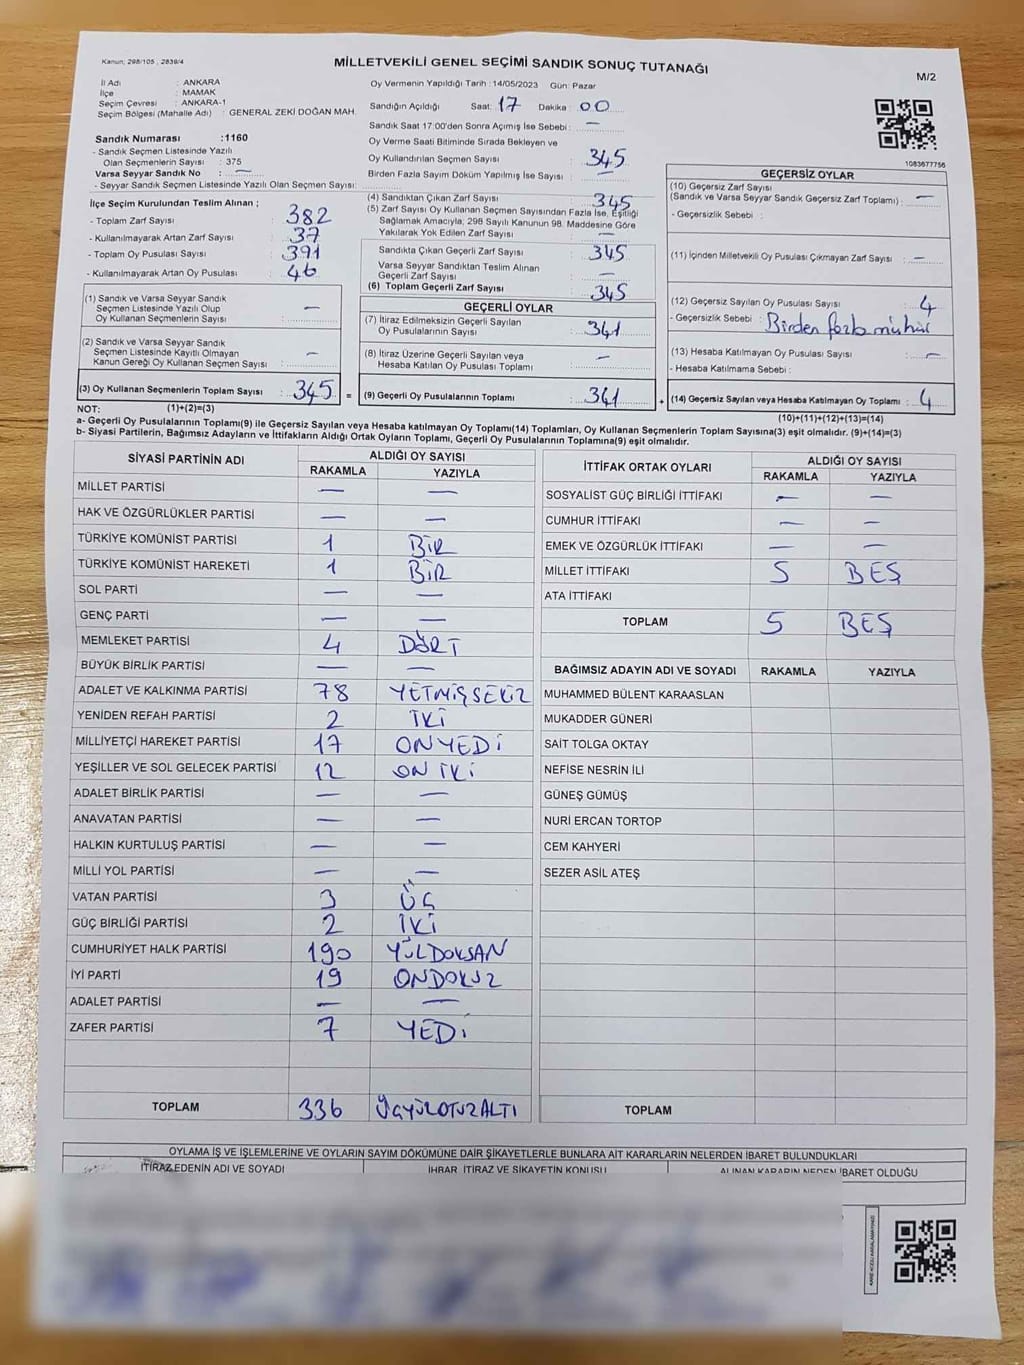 Kanun; 298/105 , 2839/4
MİLLETVEKİLİ GENEL SEÇİMİ SANDIK SONUÇ TUTANAĞI
M/2
İl Adı : ANKARA
İlçe : MAMAK
Seçim Çevresi : ANKARA-1
Seçim Bölgesi (Mahalle Adı) : GENERAL ZEKİ DOĞAN MAH.
Sandık Numarası :1160
- Sandık Seçmen Listesinde Yazılı
Olan Seçmenlerin Sayısı : 375
Varsa Seyyar Sandık No : —
- Seyyar Sandık Seçmen Listesinde Yazılı Olan Seçmen Sayısı:
Oy Vermenin Yapıldığı Tarih :14/05/2023 Gün: Pazar
Sandığın Açıldığı Saat: 17 Dakika : 00
Sandık Saat 17:00'den Sonra Açımış İse Sebebi : —
Oy Verme Saati Bitiminde Sırada Bekleyen ve
Oy Kullandırılan Seçmen Sayısı : 345
Birden Fazla Sayım Döküm Yapılmış İse Sayısı : —
1083677756
İlçe Seçim Kurulundan Teslim Alınan ;
- Toplam Zarf Sayısı : 382
- Kullanılmayarak Artan Zarf Sayısı : 37
- Toplam Oy Pusulası Sayısı : 391
- Kullanılmayarak Artan Oy Pusulası : 46
(4) Sandıktan Çıkan Zarf Sayısı : 345
(5) Zarf Sayısı Oy Kullanan Seçmen Sayısından Fazla İse, Eşitliği
Sağlamak Amacıyla, 298 Sayılı Kanunun 98. Maddesine Göre
Yakılarak Yok Edilen Zarf Sayısı : —
Sandıkta Çıkan Geçerli Zarf Sayısı : 345
Varsa Seyyar Sandıktan Teslim Alınan
Geçerli Zarf Sayısı : —
(6) Toplam Geçerli Zarf Sayısı : 345
(1) Sandık ve Varsa Seyyar Sandık
Seçmen Listesinde Yazılı Olup
Oy Kullanan Seçmenlerin Sayısı : —
(2) Sandık ve Varsa Seyyar Sandık
Seçmen Listesinde Kayıtlı Olmayan
Kanun Gereği Oy Kullanan Seçmen Sayısı : —
(3) Oy Kullanan Seçmenlerin Toplam Sayısı : 345 =
GEÇERLİ OYLAR
(7) İtiraz Edilmeksizin Geçerli Sayılan
Oy Pusulalarının Sayısı : 341
(8) İtiraz Üzerine Geçerli Sayılan veya
Hesaba Katılan Oy Pusulası Toplamı : —
(9) Geçerli Oy Pusulalarının Toplamı : 341 +
GEÇERSİZ OYLAR
(10) Geçersiz Zarf Sayısı
(Sandık ve Varsa Seyyar Sandık Geçersiz Zarf Toplamı) : —
- Geçersizlik Sebebi :
(11) İçinden Milletvekili Oy Pusulası Çıkmayan Zarf Sayısı : —
(12) Geçersiz Sayılan Oy Pusulası Sayısı : 4
- Geçersizlik Sebebi : Birden fazla mühür
(13) Hesaba Katılmayan Oy Pusulası Sayısı : —
- Hesaba Katılmama Sebebi :
(14) Geçersiz Sayılan veya Hesaba Katılmayan Oy Toplamı : 4
NOT: (1)+(2)=(3)
(10)+(11)+(12)+(13)=(14)
a- Geçerli Oy Pusulalarının Toplamı(9) ile Geçersiz Sayılan veya Hesaba katılmayan Oy Toplamı(14) Toplamları, Oy Kullanan Seçmenlerin Toplam Sayısına(3) eşit olmalıdır. (9)+(14)=(3)
b- Siyasi Partilerin, Bağımsız Adayların ve İttifakların Aldığı Ortak Oyların Toplamı, Geçerli Oy Pusulalarının Toplamına(9) eşit olmalıdır.
SİYASİ PARTİNİN ADI ALDIĞI OY SAYISI
RAKAMLA YAZIYLA
MİLLET PARTİSİ — —
HAK VE ÖZGÜRLÜKLER PARTİSİ — —
TÜRKİYE KOMÜNİST PARTİSİ 1 BİR
TÜRKİYE KOMÜNİST HAREKETİ 1 BİR
SOL PARTİ — —
GENÇ PARTİ — —
MEMLEKET PARTİSİ 4 DÖRT
BÜYÜK BİRLİK PARTİSİ — —
ADALET VE KALKINMA PARTİSİ 78 YETMİŞSEKİZ
YENİDEN REFAH PARTİSİ 2 İKİ
MİLLİYETÇİ HAREKET PARTİSİ 17 ONYEDİ
YEŞİLLER VE SOL GELECEK PARTİSİ 12 ON İKİ
ADALET BİRLİK PARTİSİ — —
ANAVATAN PARTİSİ — —
HALKIN KURTULUŞ PARTİSİ — —
MİLLİ YOL PARTİSİ — —
VATAN PARTİSİ 3 ÜÇ
GÜÇ BİRLİĞİ PARTİSİ 2 İKİ
CUMHURİYET HALK PARTİSİ 190 YÜZDOKSAN
İYİ PARTİ 19 ONDOKUZ
ADALET PARTİSİ — —
ZAFER PARTİSİ 7 YEDİ
TOPLAM 336 ÜÇYÜZOTUZALTI
İTTİFAK ORTAK OYLARI ALDIĞI OY SAYISI
RAKAMLA YAZIYLA
SOSYALİST GÜÇ BİRLİĞİ İTTİFAKI — —
CUMHUR İTTİFAKI — —
EMEK VE ÖZGÜRLÜK İTTİFAKI — —
MİLLET İTTİFAKI 5 BEŞ
ATA İTTİFAKI
TOPLAM 5 BEŞ
BAĞIMSIZ ADAYIN ADI VE SOYADI RAKAMLA YAZIYLA
MUHAMMED BÜLENT KARAASLAN
MUKADDER GÜNERİ
SAİT TOLGA OKTAY
NEFİSE NESRİN İLİ
GÜNEŞ GÜMÜŞ
NURİ ERCAN TORTOP
CEM KAHYERİ
SEZER ASİL ATEŞ
TOPLAM
OYLAMA İŞ VE İŞLEMLERİNE VE OYLARIN SAYIM DÖKÜMÜNE DAİR ŞİKAYETLERLE BUNLARA AİT KARARLARIN NELERDEN İBARET BULUNDUKLARI
İTİRAZ EDENİN ADI VE SOYADI İHBAR, İTİRAZ VE ŞİKAYETİN KONUSU ALINAN KARARIN NEDEN İBARET OLDUĞU